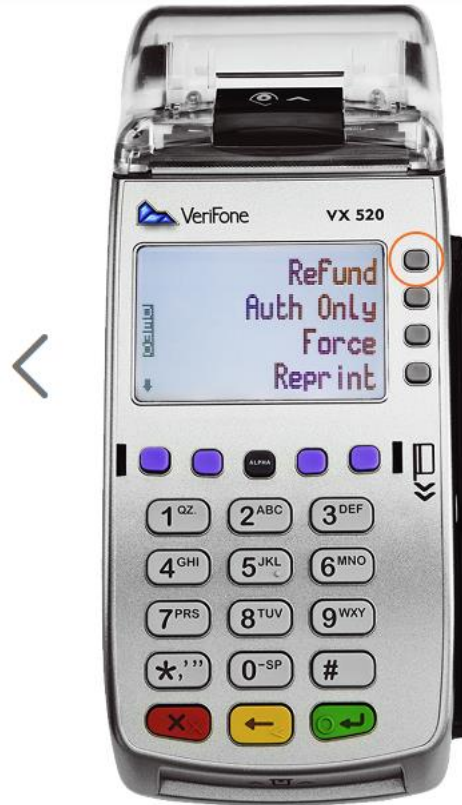 VeriFone VX 520
Refund
Auth Only
Force
Reprint
ALPHA
1 QZ. 2 ABC 3 DEF
4 GHI 5 JKL 6 MNO
7 PRS 8 TUV 9 WXY
*,'" 0 -SP #